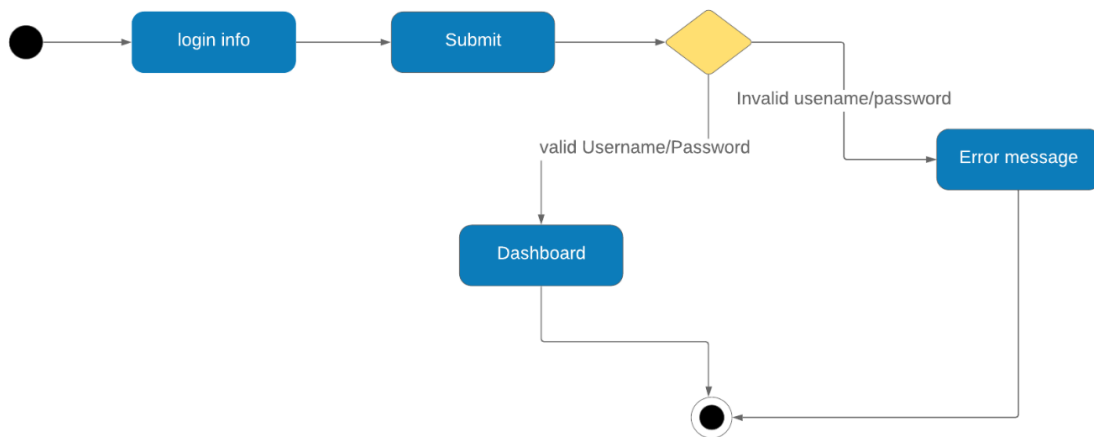 login info
Submit
Invalid usename/password
valid Username/Password
Error message
Dashboard